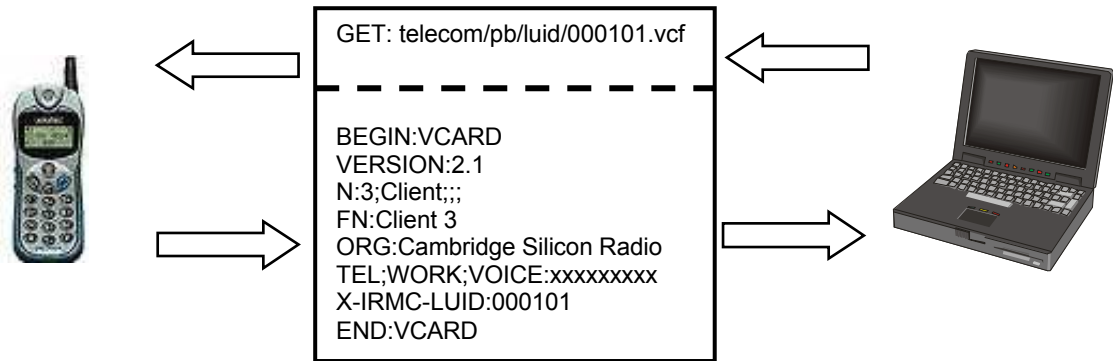 GET: telecom/pb/luid/000101.vcf
BEGIN:VCARD
VERSION:2.1
N:3;Client;;;
FN:Client 3
ORG:Cambridge Silicon Radio
TEL;WORK;VOICE:xxxxxxxxx
X-IRMC-LUID:000101
END:VCARD